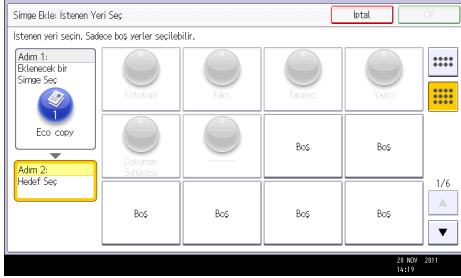 Simge Ekle: İstenen Yeri Seç
İptal
OK
İstenen yeri seçin. Sadece boş yerler seçilebilir.
Adım 1:
Eklenecek bir
Simge Seç
1
Eco copy
Adım 2:
Hedef Seç
Fotokopi
Faks
Tarayıcı
Yazıcı
Doküman
Sunucusu
Boş
Boş
Boş
Boş
Boş
Boş
1/6
28 NOV 2011
14:19